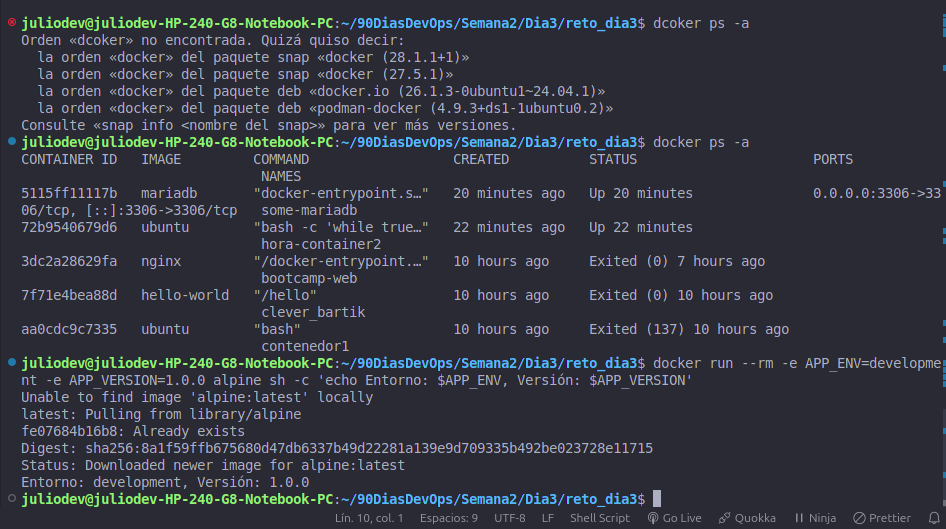 juliodev@juliodev-HP-240-G8-Notebook-PC:~/90DiasDevOps/Semana2/Dia3/reto_dia3$ dcoker ps -a
Orden «dcoker» no encontrada. Quizá quiso decir:
  la orden «docker» del paquete snap «docker (28.1.1+1)»
  la orden «docker» del paquete snap «docker (27.5.1)»
  la orden «docker» del paquete deb «docker.io (26.1.3-0ubuntu1~24.04.1)»
  la orden «docker» del paquete deb «podman-docker (4.9.3+ds1-1ubuntu0.2)»
Consulte «snap info <nombre del snap>» para ver más versiones.
juliodev@juliodev-HP-240-G8-Notebook-PC:~/90DiasDevOps/Semana2/Dia3/reto_dia3$ docker ps -a
CONTAINER ID   IMAGE         COMMAND                  CREATED          STATUS                      PORTS
                              NAMES
5115ff11117b   mariadb       "docker-entrypoint.s…"   20 minutes ago   Up 20 minutes               0.0.0.0:3306->33
06/tcp, [::]:3306->3306/tcp   some-mariadb
72b9540679d6   ubuntu        "bash -c 'while true…"   22 minutes ago   Up 22 minutes
                              hora-container2
3dc2a28629fa   nginx         "/docker-entrypoint.…"   10 hours ago     Exited (0) 7 hours ago
                              bootcamp-web
7f71e4bea88d   hello-world   "/hello"                 10 hours ago     Exited (0) 10 hours ago
                              clever_bartik
aa0cdc9c7335   ubuntu        "bash"                   10 hours ago     Exited (137) 10 hours ago
                              contenedor1
juliodev@juliodev-HP-240-G8-Notebook-PC:~/90DiasDevOps/Semana2/Dia3/reto_dia3$ docker run --rm -e APP_ENV=developme
nt -e APP_VERSION=1.0.0 alpine sh -c 'echo Entorno: $APP_ENV, Versión: $APP_VERSION'
Unable to find image 'alpine:latest' locally
latest: Pulling from library/alpine
fe07684b16b8: Already exists
Digest: sha256:8a1f59ffb675680d47db6337b49d22281a139e9d709335b492be023728e11715
Status: Downloaded newer image for alpine:latest
Entorno: development, Versión: 1.0.0
juliodev@juliodev-HP-240-G8-Notebook-PC:~/90DiasDevOps/Semana2/Dia3/reto_dia3$
Lín. 10, col. 1   Espacios: 9   UTF-8   LF   Shell Script   Go Live   Quokka   Ninja   Prettier